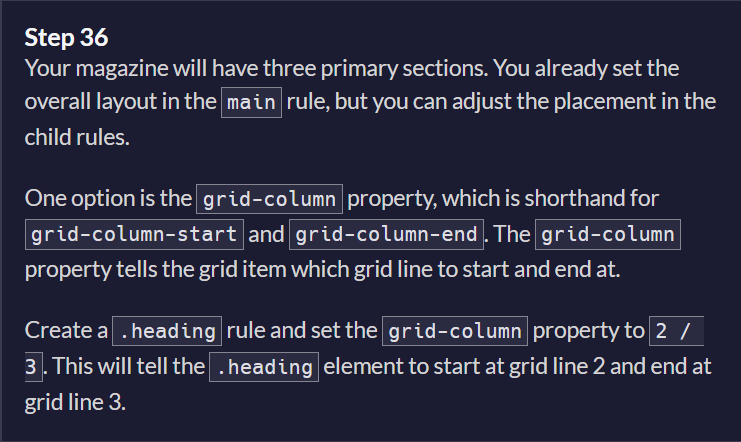 Step 36
Your magazine will have three primary sections. You already set the
overall layout in the main rule, but you can adjust the placement in the
child rules.
One option is the grid-column property, which is shorthand for
grid-column-start and grid-column-end. The grid-column
property tells the grid item which grid line to start and end at.
Create a .heading rule and set the grid-column property to 2 /
3. This will tell the .heading element to start at grid line 2 and end at
grid line 3.